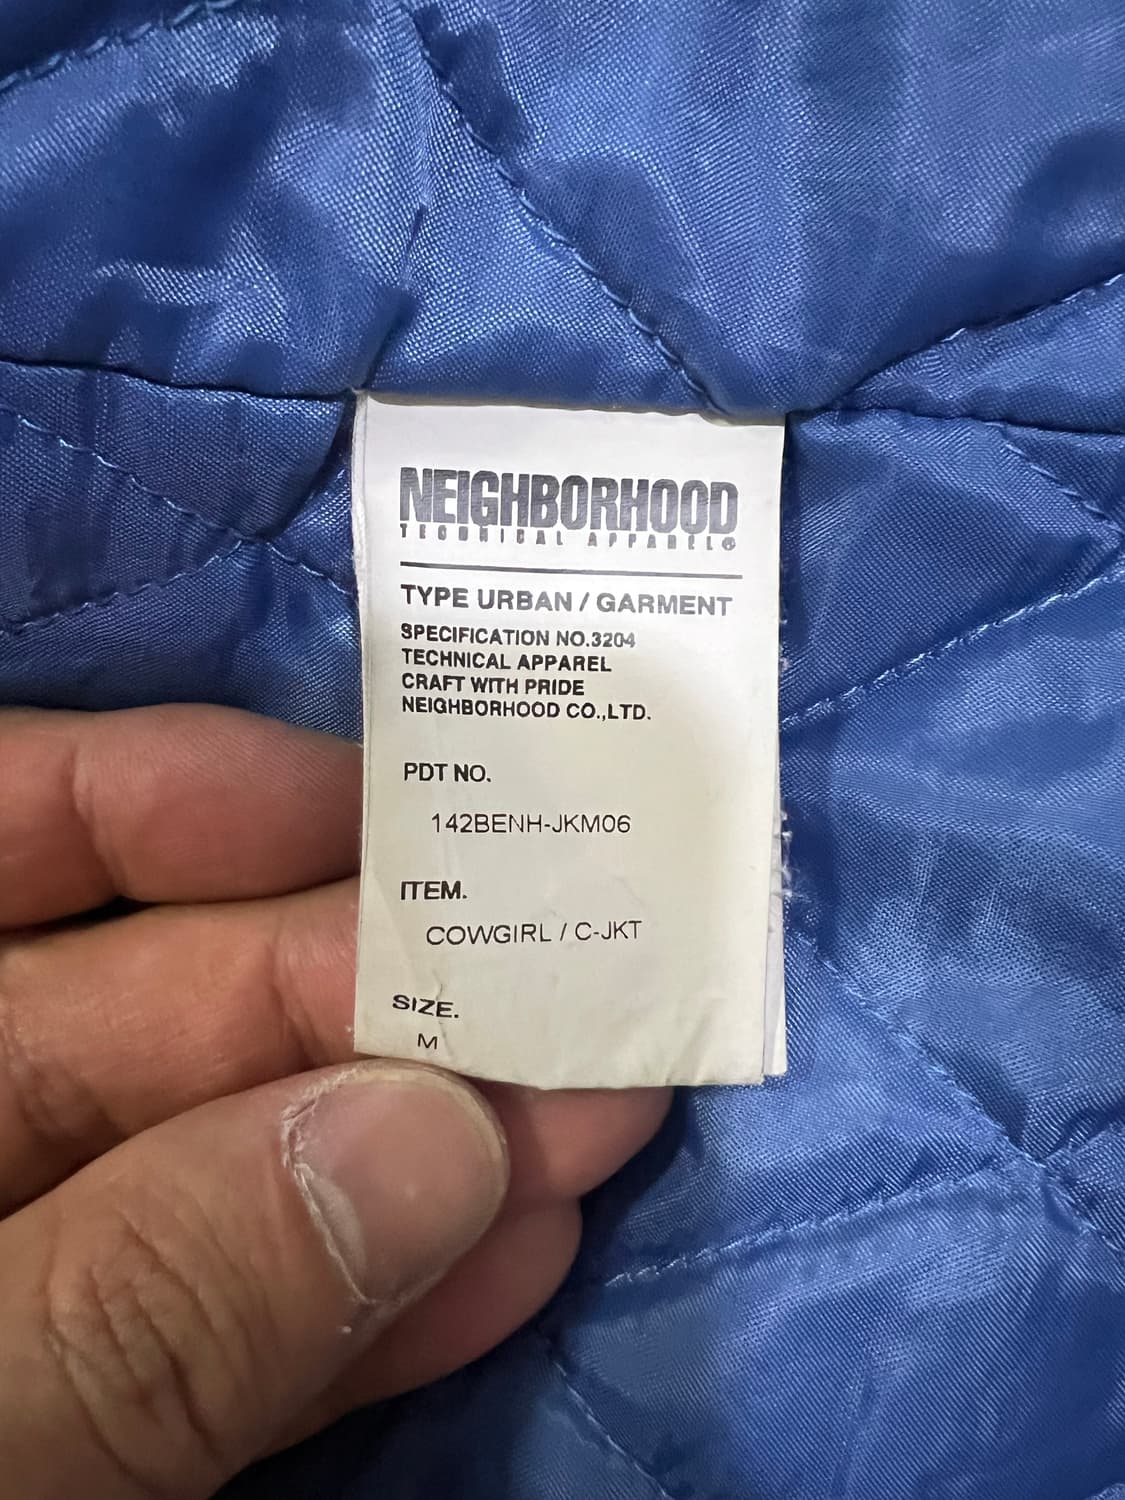 NEIGHBORHOOD
TECHNICAL APPAREL®
TYPE URBAN / GARMENT
SPECIFICATION NO.3204
TECHNICAL APPAREL
CRAFT WITH PRIDE
NEIGHBORHOOD CO.,LTD.
PDT NO.
142BENH-JKM06
ITEM.
COWGIRL / C-JKT
SIZE.
M